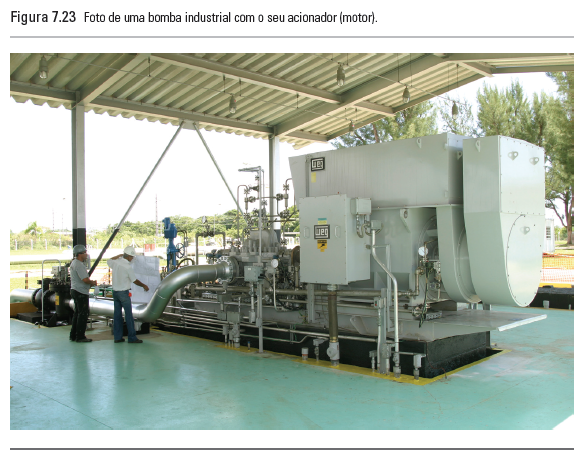 Figura 7.23 Foto de uma bomba industrial com o seu acionador (motor).
WEG
WEG